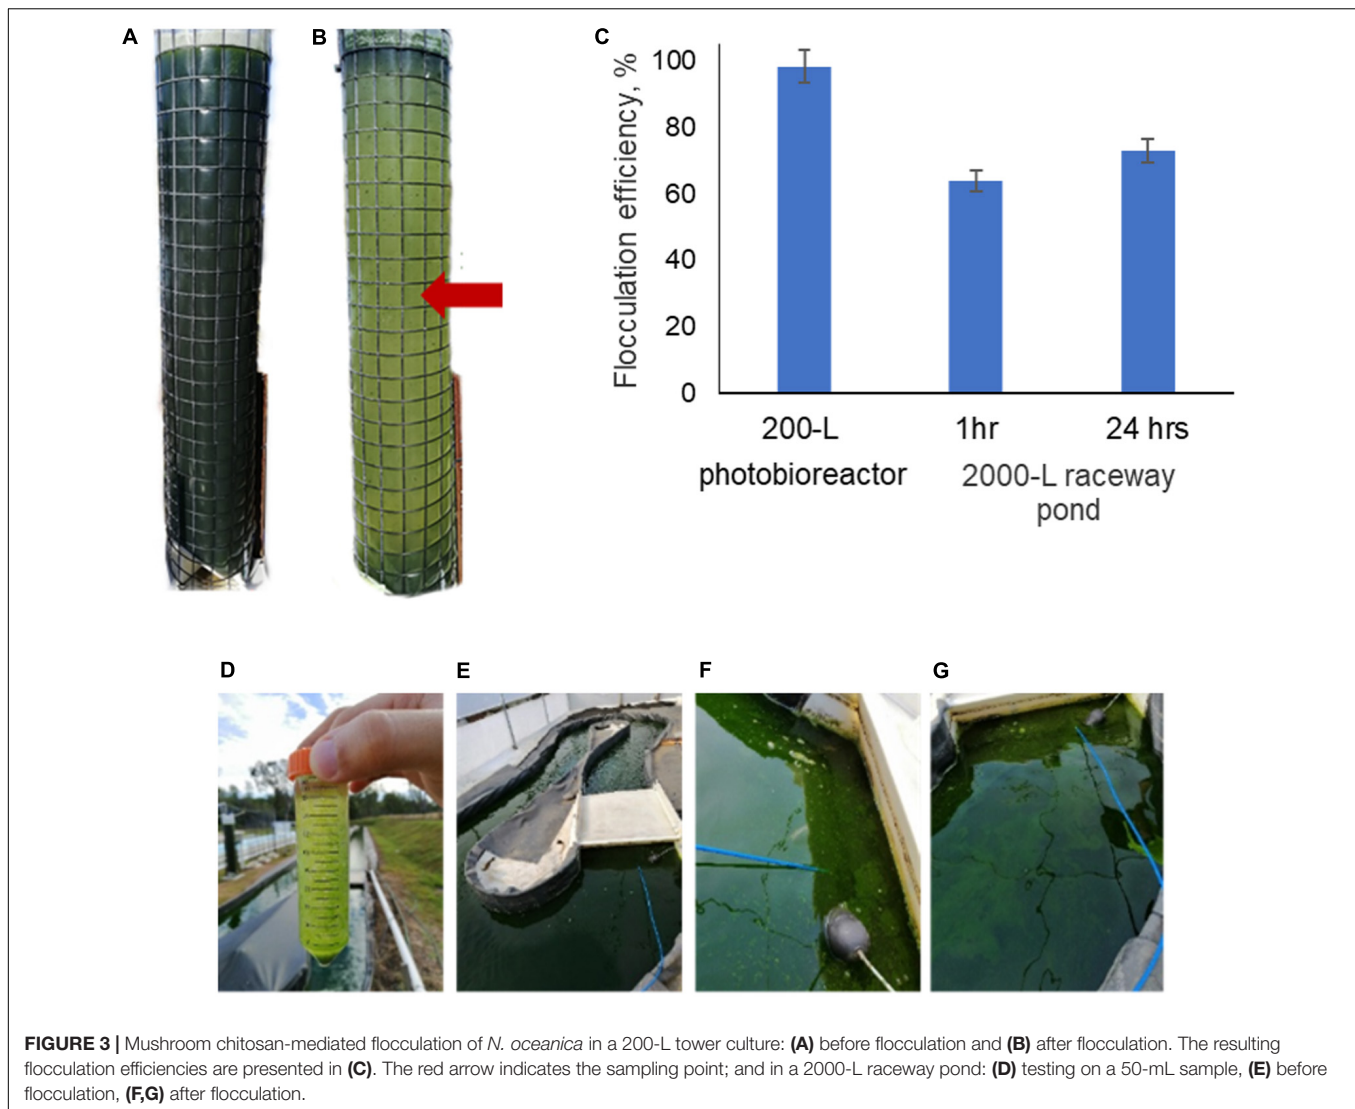 A
B
C
Flocculation efficiency, %
100
80
60
40
20
0
200-L
1hr
24 hrs
photobioreactor
2000-L raceway
pond
D
E
F
G
FIGURE 3 | Mushroom chitosan-mediated flocculation of N. oceanica in a 200-L tower culture: (A) before flocculation and (B) after flocculation. The resulting
flocculation efficiencies are presented in (C). The red arrow indicates the sampling point; and in a 2000-L raceway pond: (D) testing on a 50-mL sample, (E) before
flocculation, (F,G) after flocculation.